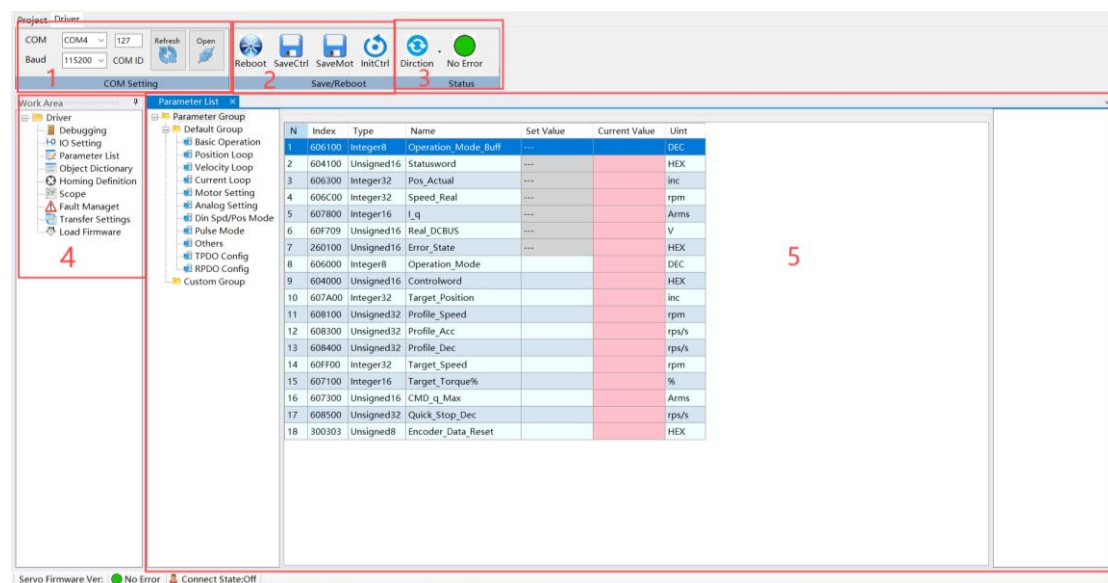 Project Driver
COM COM4 127 Refresh Open
Baud 115200 COM ID
1
COM Setting
Reboot SaveCtrl SaveMot InitCtrl
2
Save/Reboot
Dirction . No Error
3
Status
Work Area
Driver
Debugging
IO Setting
Parameter List
Object Dictionary
Homing Definition
Scope
Fault Managet
Transfer Settings
Load Firmware
4
Parameter List ×
Parameter Group
Default Group
Basic Operation
Position Loop
Velocity Loop
Current Loop
Motor Setting
Analog Setting
Din Spd/Pos Mode
Pulse Mode
Others
TPDO Config
RPDO Config
Custom Group
N Index Type Name Set Value Current Value Uint
1 606100 Integer8 Operation_Mode_Buff --- DEC
2 604100 Unsigned16 Statusword --- HEX
3 606300 Integer32 Pos_Actual --- inc
4 606C00 Integer32 Speed_Real --- rpm
5 607800 Integer16 I_q --- Arms
6 60F709 Unsigned16 Real_DCBUS --- V
7 260100 Unsigned16 Error_State --- HEX
8 606000 Integer8 Operation_Mode DEC
9 604000 Unsigned16 Controlword HEX
10 607A00 Integer32 Target_Position inc
11 608100 Unsigned32 Profile_Speed rpm
12 608300 Unsigned32 Profile_Acc rps/s
13 608400 Unsigned32 Profile_Dec rps/s
14 60FF00 Integer32 Target_Speed rpm
15 607100 Integer16 Target_Torque% %
16 607300 Unsigned16 CMD_q_Max Arms
17 608500 Unsigned32 Quick_Stop_Dec rps/s
18 300303 Unsigned8 Encoder_Data_Reset HEX
5
Servo Firmware Ver: No Error Connect State:Off